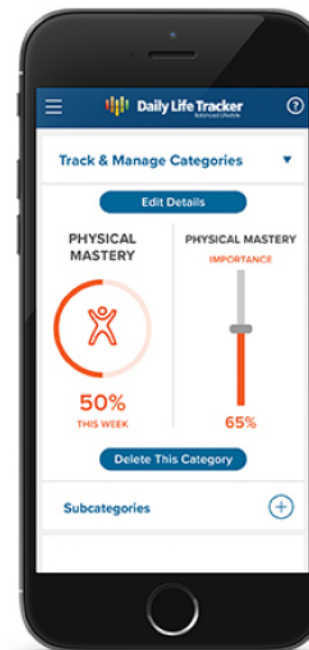 Daily Life Tracker
Balanced Lifestyle
?
Track & Manage Categories
Edit Details
PHYSICAL
MASTERY
50%
THIS WEEK
PHYSICAL MASTERY
IMPORTANCE
65%
Delete This Category
Subcategories